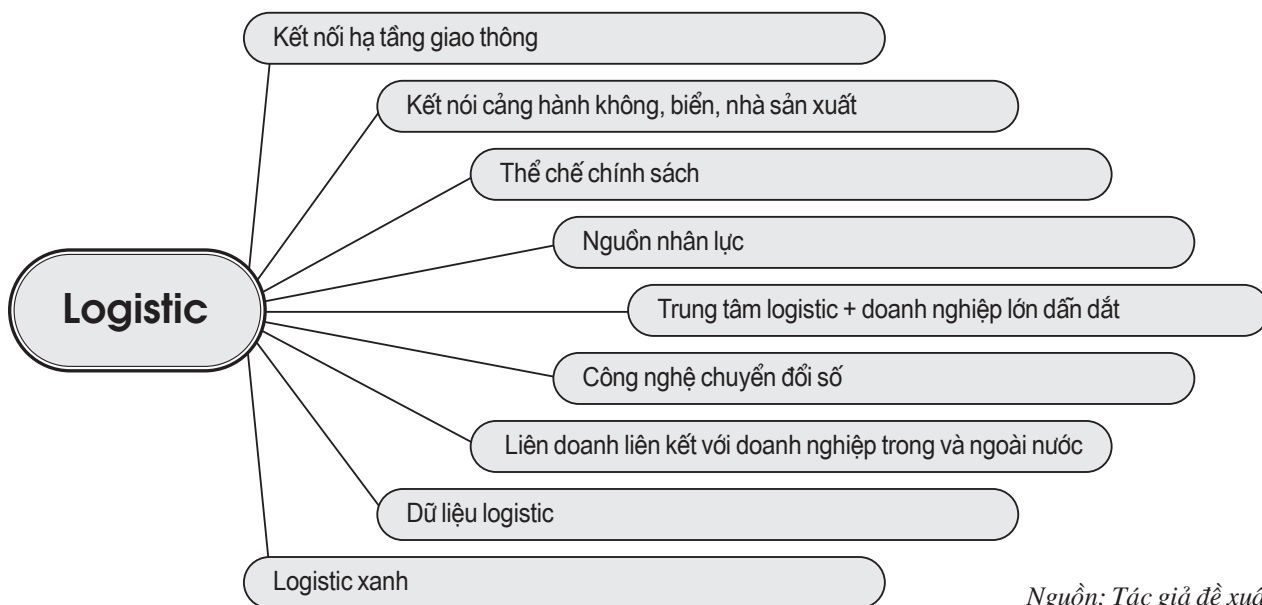 Kết nối hạ tầng giao thông
Kết nói cảng hành không, biển, nhà sản xuất
Thể chế chính sách
Nguồn nhân lực
Logistic
Trung tâm logistic + doanh nghiệp lớn dẫn dắt
Công nghệ chuyển đổi số
Liên doanh liên kết với doanh nghiệp trong và ngoài nước
Dữ liệu logistic
Logistic xanh
Nguồn: Tác giả đề xuấ